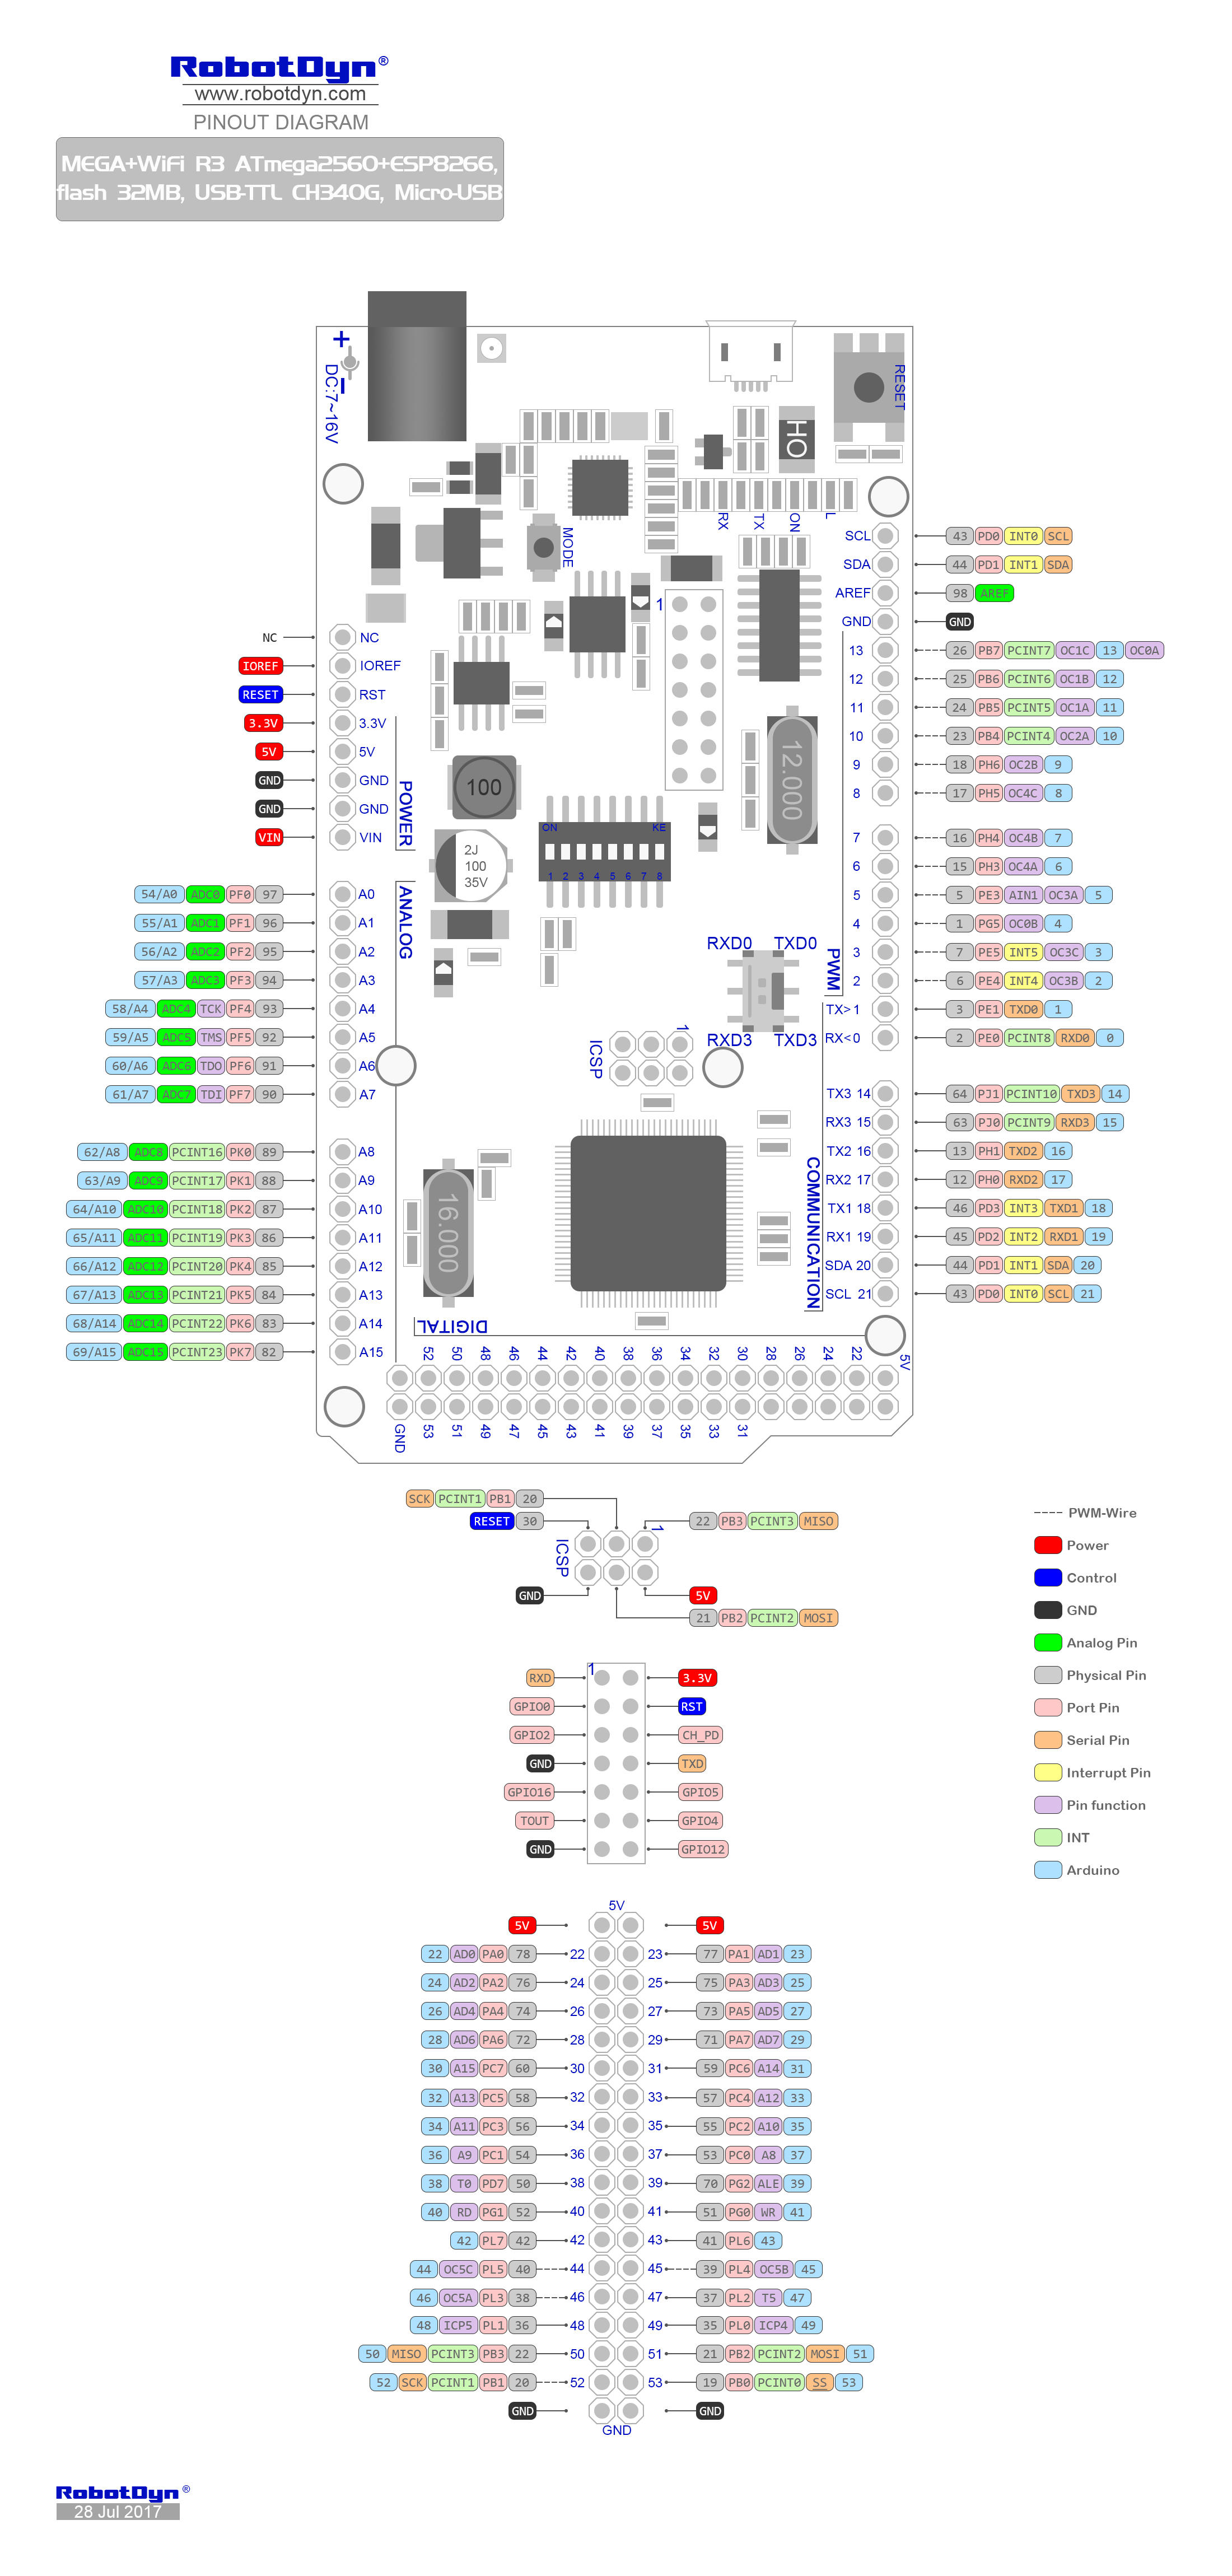 RobotDyn®
www.robotdyn.com
PINOUT DIAGRAM
MEGA+WiFi R3 ATmega2560+ESP8266,
flash 32MB, USB-TTL CH340G, Micro-USB
+
−
DC:7~16V
RESET
HO
RX TX ON L
MODE
1
12.000
100
2J
100
35V
ON KE
1 2 3 4 5 6 7 8
RXD0 TXD0
RXD3 TXD3
ICSP 1
16.000
POWER
ANALOG
PWM
COMMUNICATION
DIGITAL
NC NC
IOREF IOREF
RESET RST
3.3V 3.3V
5V 5V
GND GND
GND GND
VIN VIN
54/A0 ADC0 PF0 97 A0
55/A1 ADC1 PF1 96 A1
56/A2 ADC2 PF2 95 A2
57/A3 ADC3 PF3 94 A3
58/A4 ADC4 TCK PF4 93 A4
59/A5 ADC5 TMS PF5 92 A5
60/A6 ADC6 TDO PF6 91 A6
61/A7 ADC7 TDI PF7 90 A7
62/A8 ADC8 PCINT16 PK0 89 A8
63/A9 ADC9 PCINT17 PK1 88 A9
64/A10 ADC10 PCINT18 PK2 87 A10
65/A11 ADC11 PCINT19 PK3 86 A11
66/A12 ADC12 PCINT20 PK4 85 A12
67/A13 ADC13 PCINT21 PK5 84 A13
68/A14 ADC14 PCINT22 PK6 83 A14
69/A15 ADC15 PCINT23 PK7 82 A15
SCL 43 PD0 INT0 SCL
SDA 44 PD1 INT1 SDA
AREF 98 AREF
GND GND
13 26 PB7 PCINT7 OC1C 13 OC0A
12 25 PB6 PCINT6 OC1B 12
11 24 PB5 PCINT5 OC1A 11
10 23 PB4 PCINT4 OC2A 10
9 18 PH6 OC2B 9
8 17 PH5 OC4C 8
7 16 PH4 OC4B 7
6 15 PH3 OC4A 6
5 5 PE3 AIN1 OC3A 5
4 1 PG5 OC0B 4
3 7 PE5 INT5 OC3C 3
2 6 PE4 INT4 OC3B 2
TX>1 3 PE1 TXD0 1
RX<0 2 PE0 PCINT8 RXD0 0
TX3 14 64 PJ1 PCINT10 TXD3 14
RX3 15 63 PJ0 PCINT9 RXD3 15
TX2 16 13 PH1 TXD2 16
RX2 17 12 PH0 RXD2 17
TX1 18 46 PD3 INT3 TXD1 18
RX1 19 45 PD2 INT2 RXD1 19
SDA 20 44 PD1 INT1 SDA 20
SCL 21 43 PD0 INT0 SCL 21
52 50 48 46 44 42 40 38 36 34 32 30 28 26 24 22 5V
GND 53 51 49 47 45 43 41 39 37 35 33 31
SCK PCINT1 PB1 20
RESET 30
22 PB3 PCINT3 MISO
ICSP 1
GND
5V
21 PB2 PCINT2 MOSI
PWM-Wire
Power
Control
GND
Analog Pin
Physical Pin
Port Pin
Serial Pin
Interrupt Pin
Pin function
INT
Arduino
1
RXD 3.3V
GPIO0 RST
GPIO2 CH_PD
GND TXD
GPIO16 GPIO5
TOUT GPIO4
GND GPIO12
5V
5V 5V
22 AD0 PA0 78 22 23 77 PA1 AD1 23
24 AD2 PA2 76 24 25 75 PA3 AD3 25
26 AD4 PA4 74 26 27 73 PA5 AD5 27
28 AD6 PA6 72 28 29 71 PA7 AD7 29
30 A15 PC7 60 30 31 59 PC6 A14 31
32 A13 PC5 58 32 33 57 PC4 A12 33
34 A11 PC3 56 34 35 55 PC2 A10 35
36 A9 PC1 54 36 37 53 PC0 A8 37
38 T0 PD7 50 38 39 70 PG2 ALE 39
40 RD PG1 52 40 41 51 PG0 WR 41
42 PL7 42 42 43 41 PL6 43
44 OC5C PL5 40 44 45 39 PL4 OC5B 45
46 OC5A PL3 38 46 47 37 PL2 T5 47
48 ICP5 PL1 36 48 49 35 PL0 ICP4 49
50 MISO PCINT3 PB3 22 50 51 21 PB2 PCINT2 MOSI 51
52 SCK PCINT1 PB1 20 52 53 19 PB0 PCINT0 SS 53
GND GND
GND
RobotDyn®
28 Jul 2017